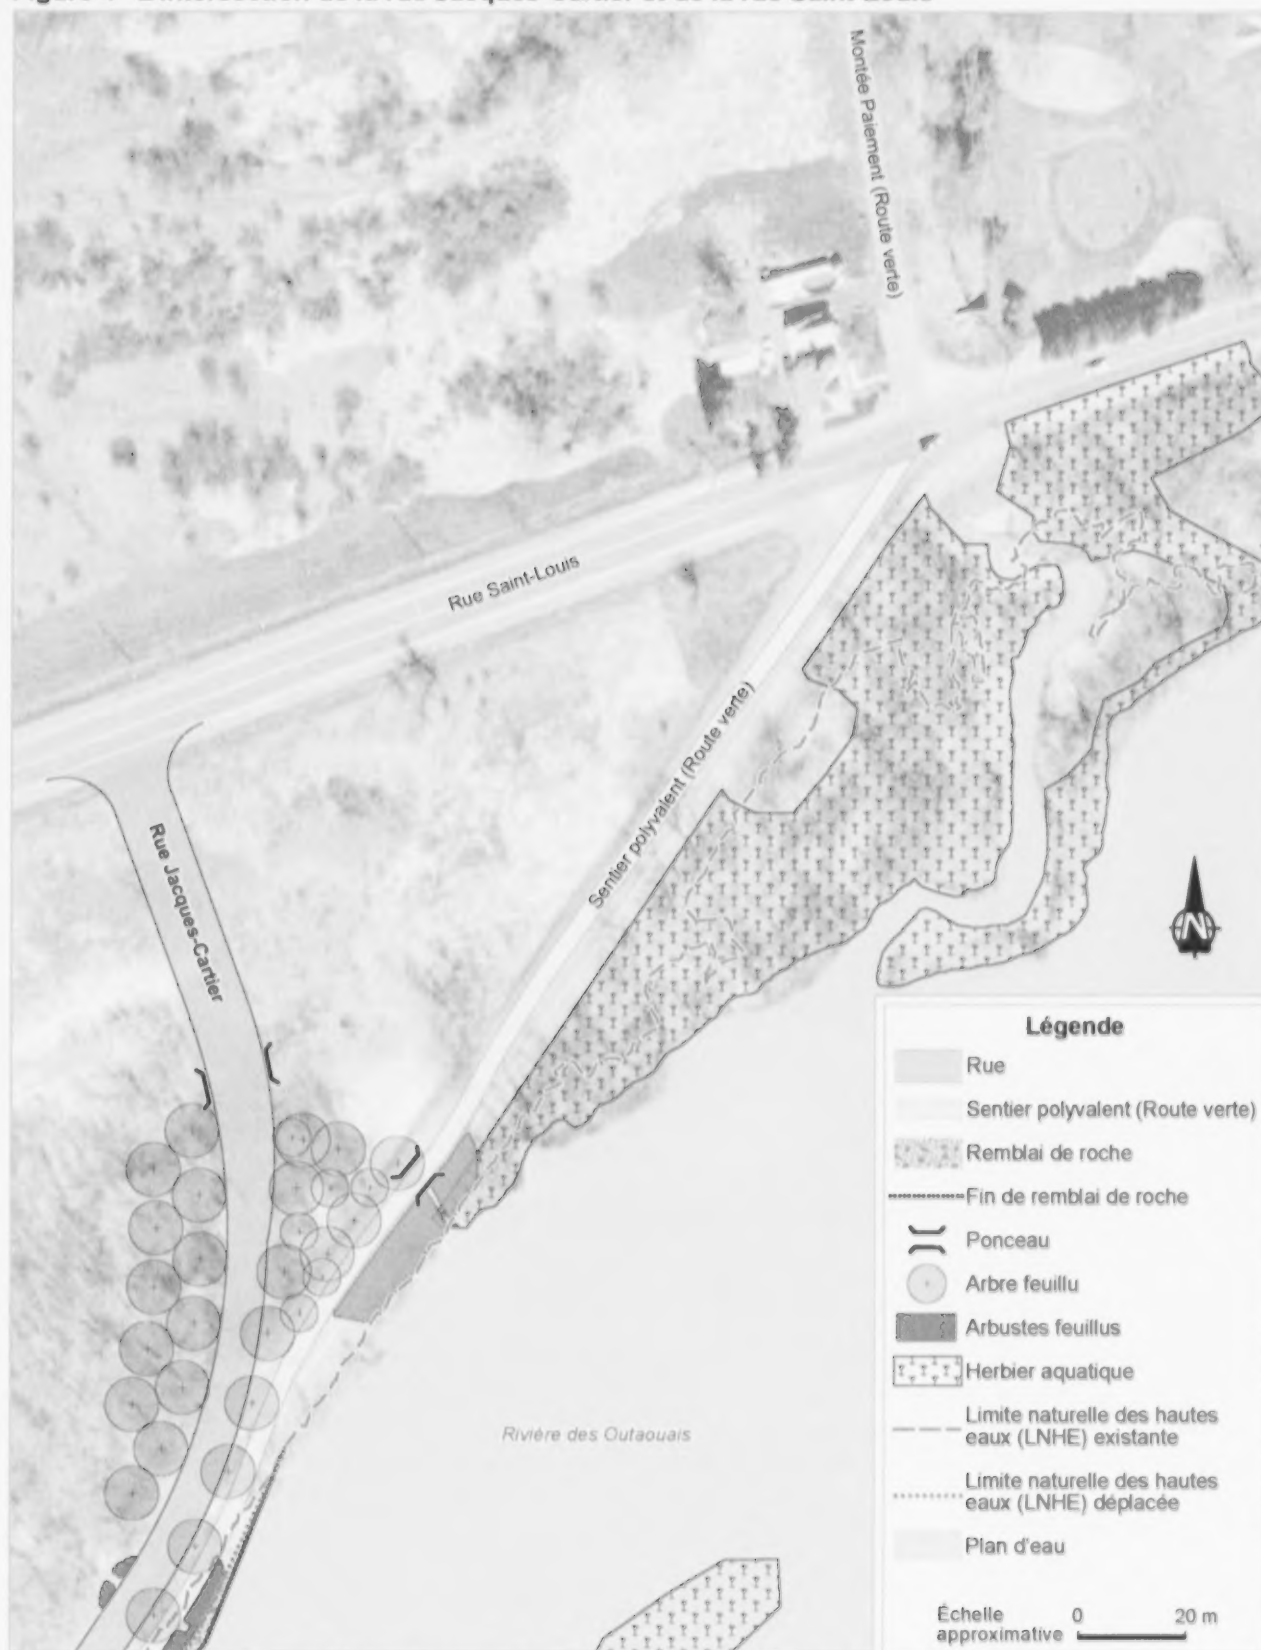 Montée Paiement (Route verte)
Rue Saint-Louis
Sentier polyvalent (Route verte)
Rue Jacques-Cartier
N
Rivière des Outaouais
Légende
Rue
Sentier polyvalent (Route verte)
Remblai de roche
Fin de remblai de roche
Ponceau
Arbre feuillu
Arbustes feuillus
Herbier aquatique
Limite naturelle des hautes
eaux (LNHE) existante
Limite naturelle des hautes
eaux (LNHE) déplacée
Plan d'eau
Échelle
approximative
0
20 m